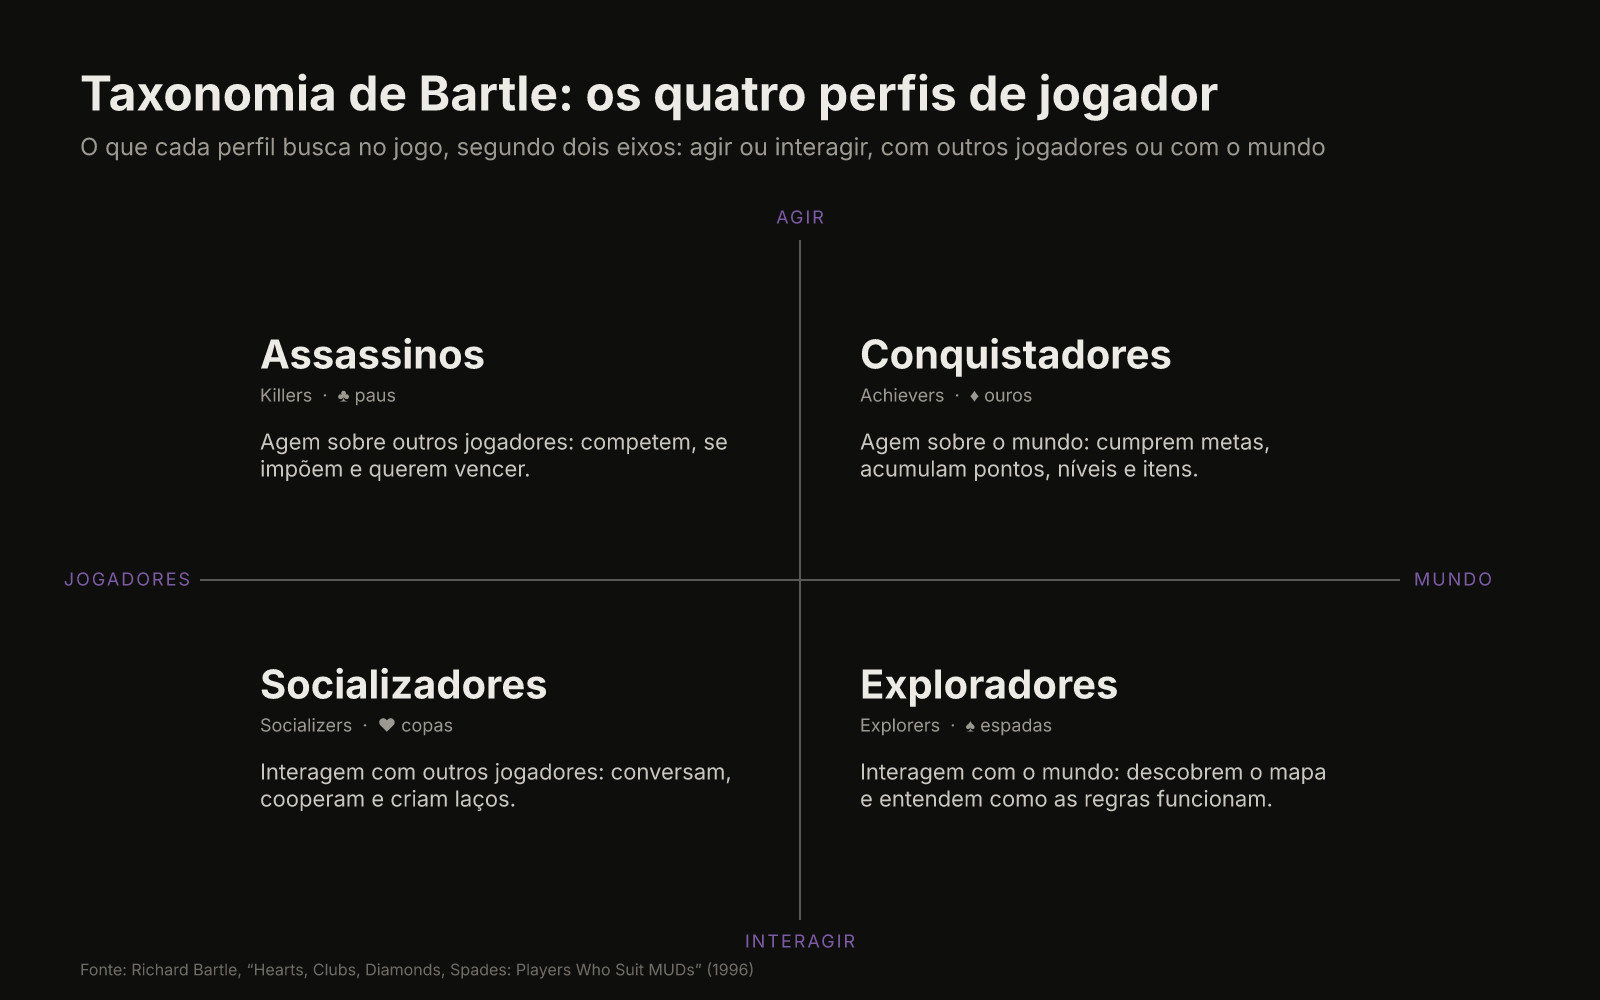 Taxonomia de Bartle: os quatro perfis de jogador
O que cada perfil busca no jogo, segundo dois eixos: agir ou interagir, com outros jogadores ou com o mundo
AGIR
Assassinos
Killers · ♣ paus
Agem sobre outros jogadores: competem, se
impõem e querem vencer.
Conquistadores
Achievers · ♦ ouros
Agem sobre o mundo: cumprem metas,
acumulam pontos, níveis e itens.
JOGADORES
MUNDO
Socializadores
Socializers · ♥ copas
Interagem com outros jogadores: conversam,
cooperam e criam laços.
Exploradores
Explorers · ♠ espadas
Interagem com o mundo: descobrem o mapa
e entendem como as regras funcionam.
INTERAGIR
Fonte: Richard Bartle, “Hearts, Clubs, Diamonds, Spades: Players Who Suit MUDs” (1996)